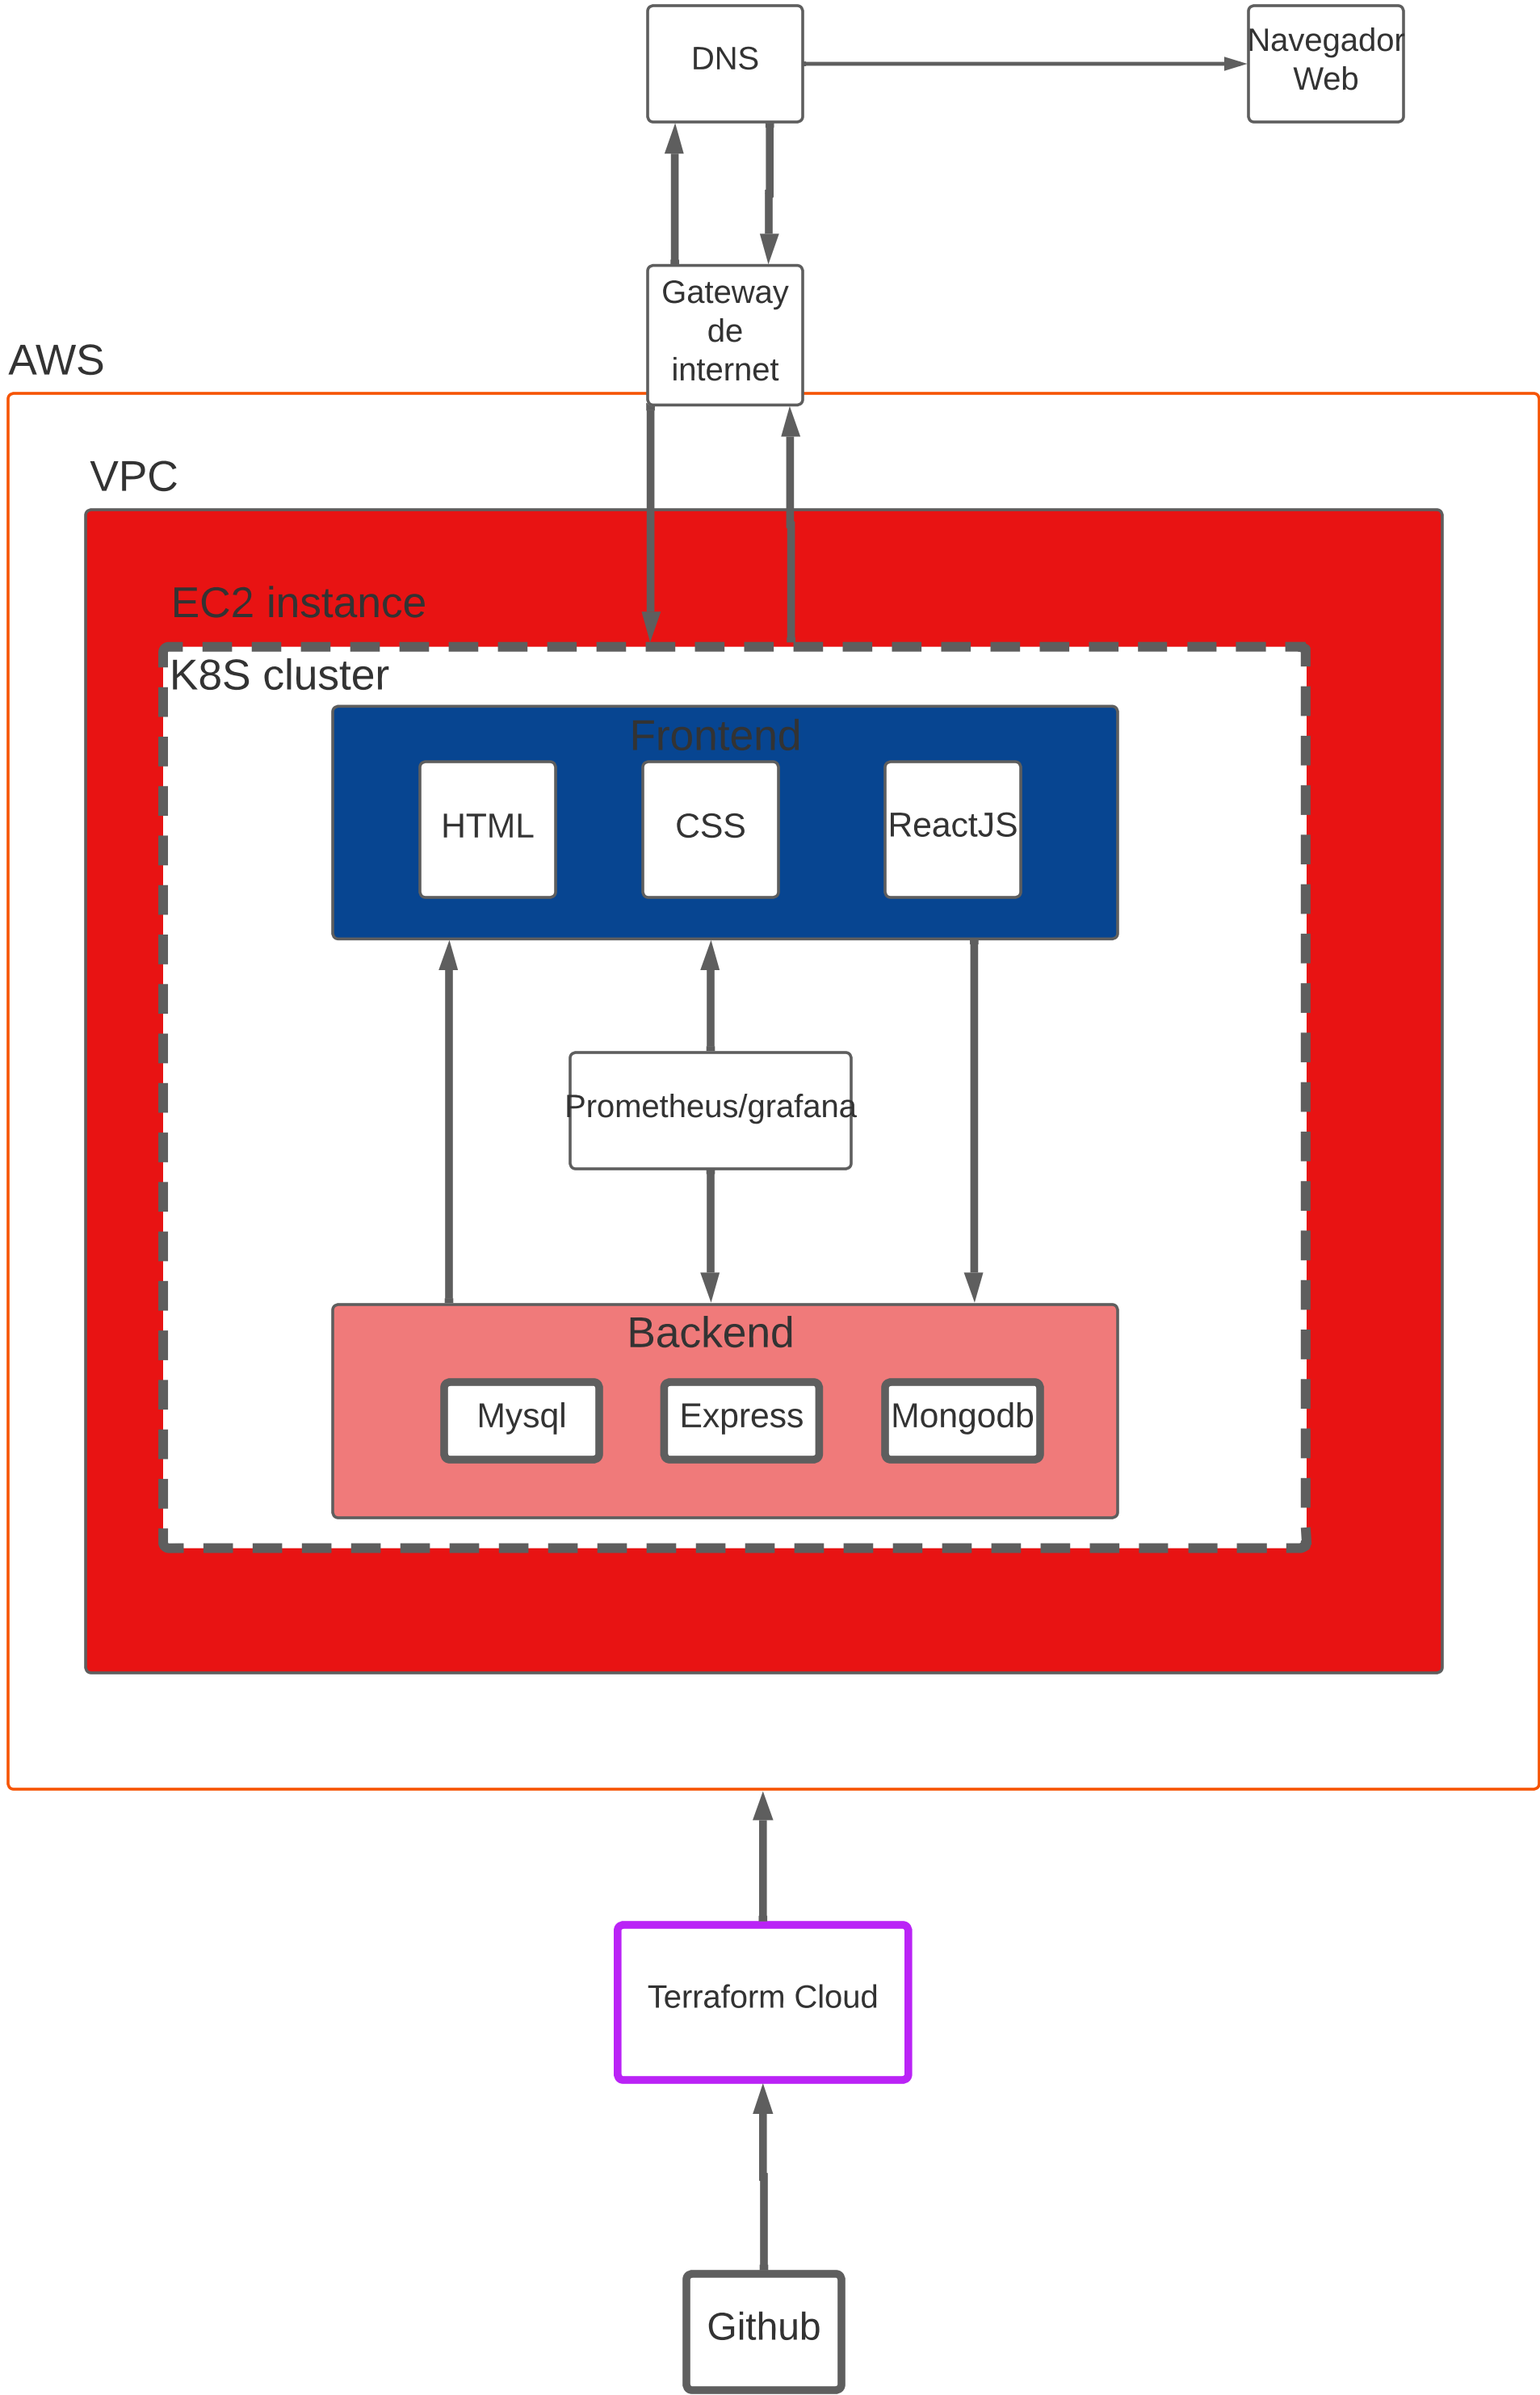 DNS
Navegador
Web
Gateway
de
internet
AWS
VPC
EC2 instance
K8S cluster
Frontend
HTML
CSS
ReactJS
Prometheus/grafana
Backend
Mysql
Express
Mongodb
Terraform Cloud
Github